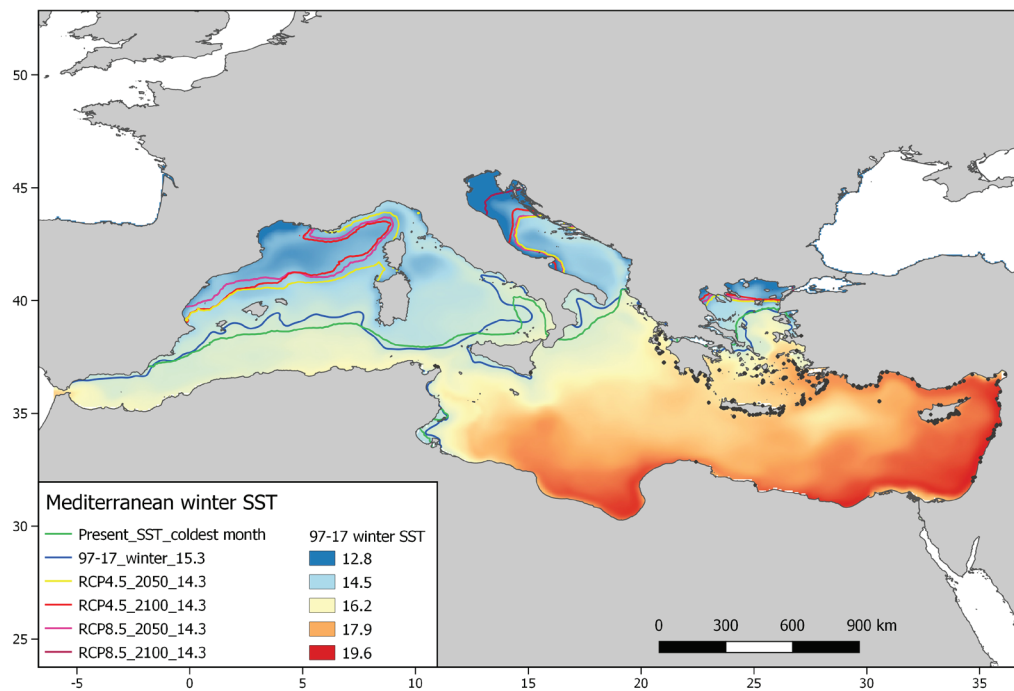 50
45
40
35
30
25
Mediterranean winter SST
Present_SST_coldest month
97-17_winter_15.3
RCP4.5_2050_14.3
RCP4.5_2100_14.3
RCP8.5_2050_14.3
RCP8.5_2100_14.3
97-17 winter SST
12.8
14.5
16.2
17.9
19.6
0 300 600 900 km
-5 0 5 10 15 20 25 30 35